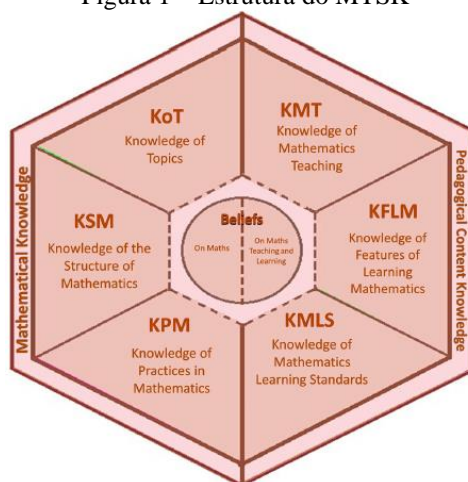 Figura 1 – Estrutura do MTSK
KoT
Knowledge of
Topics
KMT
Knowledge of
Mathematics
Teaching
KSM
Knowledge of the
Structure of
Mathematics
Beliefs
On Maths
On Maths
Teaching and
Learning
KFLM
Knowledge of
Features of
Learning
Mathematics
KPM
Knowledge of
Practices in
Mathematics
KMLS
Knowledge of
Mathematics
Learning Standards
Mathematical Knowledge
Pedagogical Content Knowledge